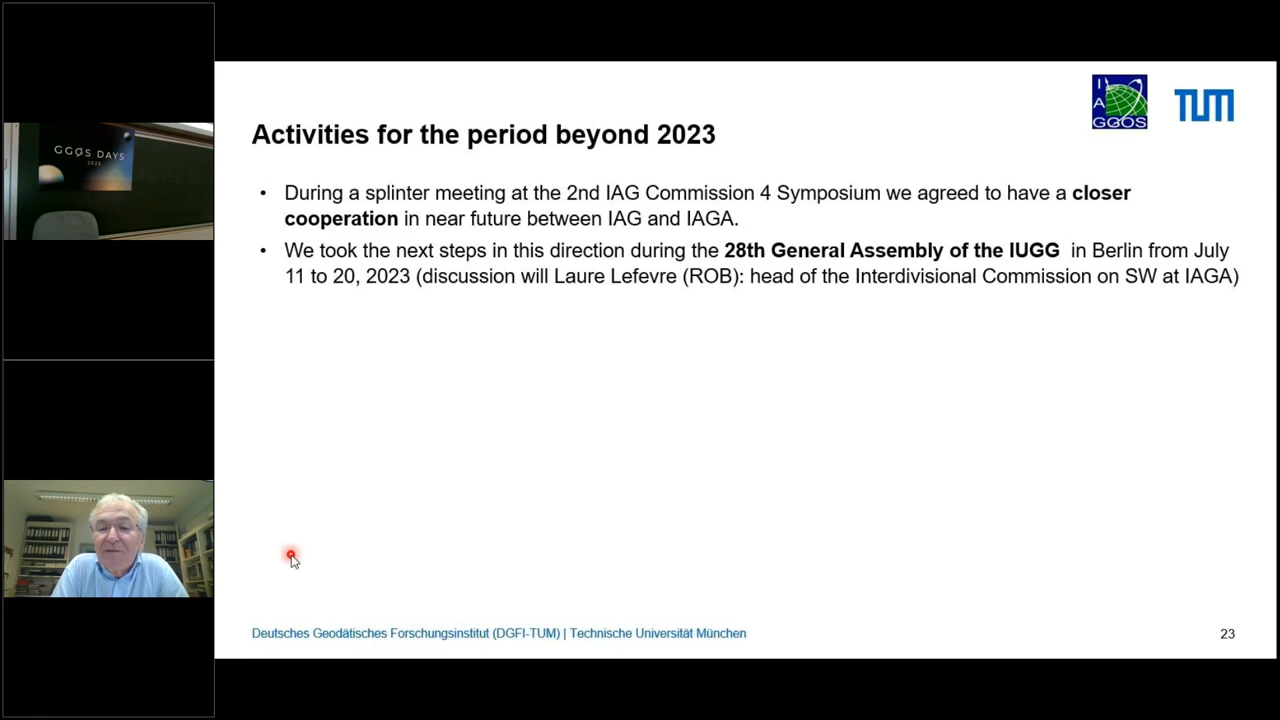 GGOS DAYS
2023
I
A
GGOS
TUM
Activities for the period beyond 2023
• During a splinter meeting at the 2nd IAG Commission 4 Symposium we agreed to have a closer
cooperation in near future between IAG and IAGA.
• We took the next steps in this direction during the 28th General Assembly of the IUGG in Berlin from July
11 to 20, 2023 (discussion will Laure Lefevre (ROB): head of the Interdivisional Commission on SW at IAGA)
Deutsches Geodätisches Forschungsinstitut (DGFI-TUM) | Technische Universität München
23